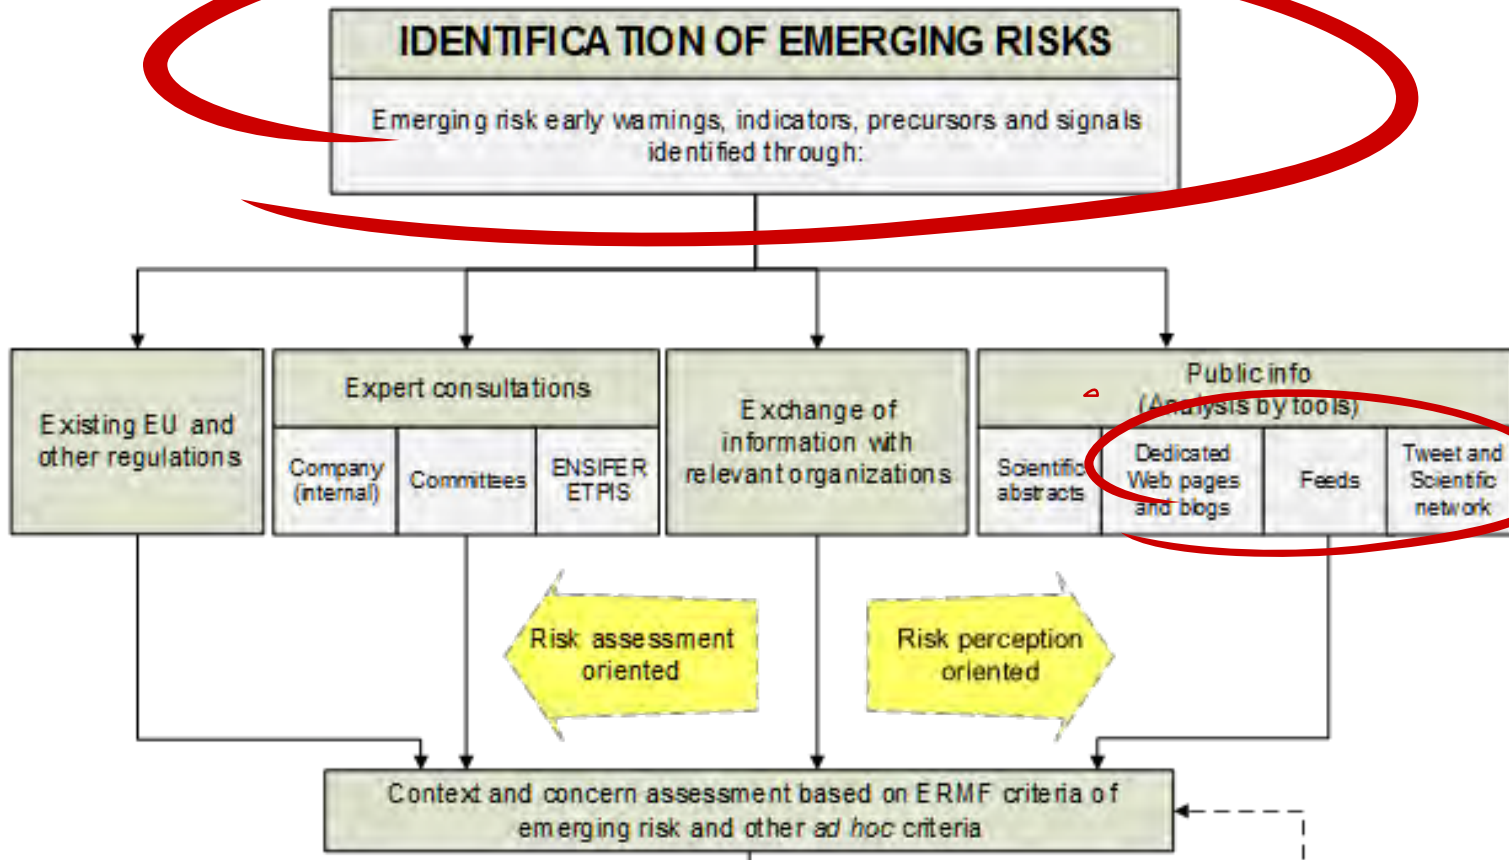 IDENTIFICATION OF EMERGING RISKS
Emerging risk early warnings, indicators, precursors and signals
identified through:
Existing EU and
other regulations
Expert consultations
Company
(internal)
Committees
ENSIFER
ETPIS
Exchange of
information with
relevant organizations
Public info
(Analysis by tools)
Scientific
abstracts
Dedicated
Web pages
and blogs
Feeds
Tweet and
Scientific
network
Risk assessment
oriented
Risk perception
oriented
Context and concern assessment based on ERMF criteria of
emerging risk and other ad hoc criteria